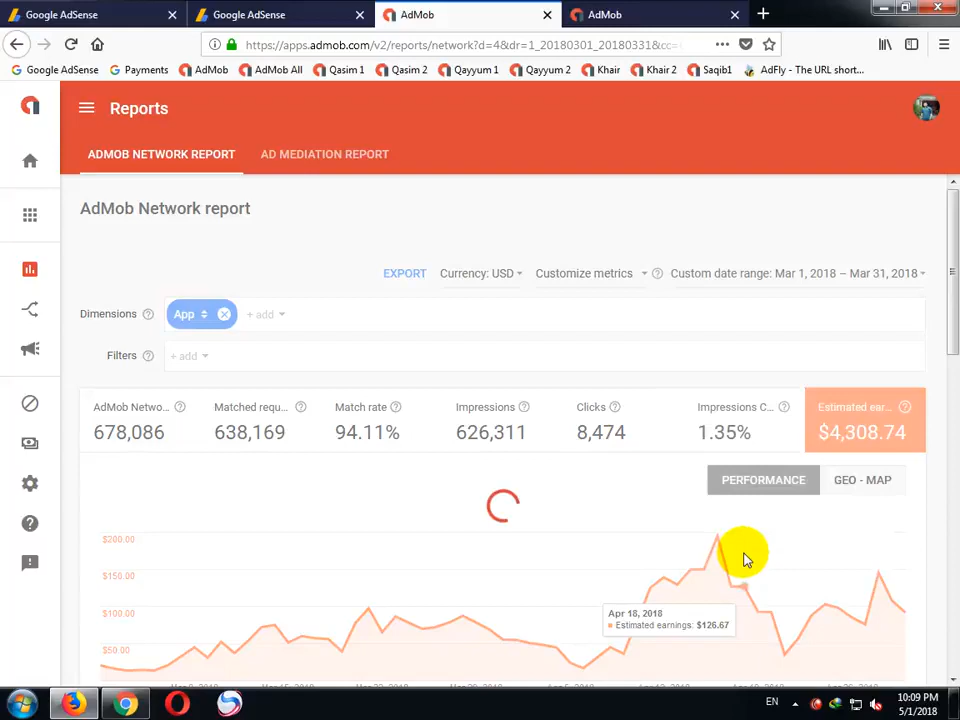 Google AdSense
Google AdSense
AdMob
AdMob
https://apps.admob.com/v2/reports/network?d=4&dr=1_20180301_20180331&cc=
Google AdSense
Payments
AdMob
AdMob All
Qasim 1
Qasim 2
Qayyum 1
Qayyum 2
Khair
Khair 2
Saqib1
AdFly - The URL short...
Reports
ADMOB NETWORK REPORT
AD MEDIATION REPORT
AdMob Network report
EXPORT
Currency: USD
Customize metrics
Custom date range: Mar 1, 2018 – Mar 31, 2018
Dimensions
App
+ add
Filters
+ add
AdMob Netwo...
Matched requ...
Match rate
Impressions
Clicks
Impressions C...
Estimated ear...
678,086
638,169
94.11%
626,311
8,474
1.35%
$4,308.74
PERFORMANCE
GEO - MAP
$200.00
$150.00
$100.00
$50.00
Apr 18, 2018
Estimated earnings: $126.67
EN
10:09 PM
5/1/2018